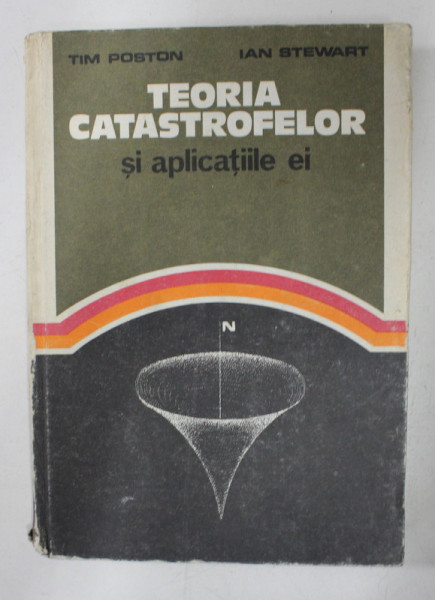 TIM POSTON IAN STEWART
TEORIA
CATASTROFELOR
și aplicațiile ei
N